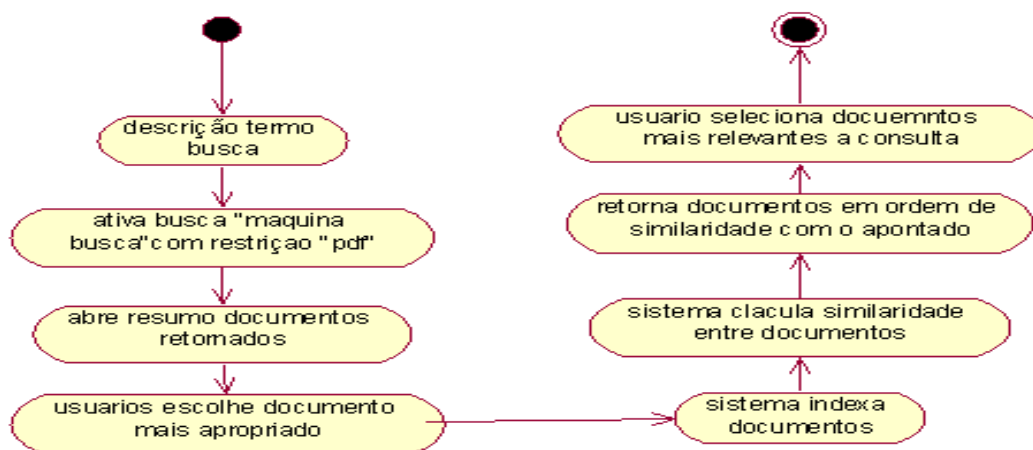 descrição termo
busca
ativa busca "maquina
busca"com restriçao "pdf"
abre resumo documentos
retornados
usuarios escolhe documento
mais apropriado
sistema indexa
documentos
sistema clacula similaridade
entre documentos
retorna documentos em ordem de
similaridade com o apontado
usuario seleciona docuemntos
mais relevantes a consulta